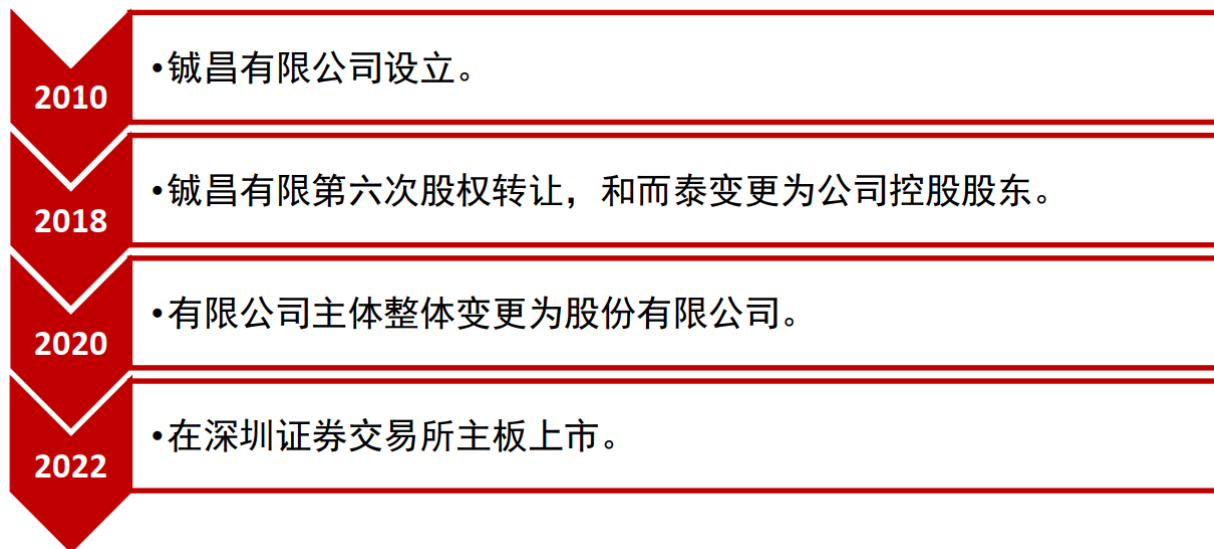 2010
•铖昌有限公司设立。
2018
•铖昌有限第六次股权转让，和而泰变更为公司控股股东。
2020
•有限公司主体整体变更为股份有限公司。
2022
•在深圳证券交易所主板上市。